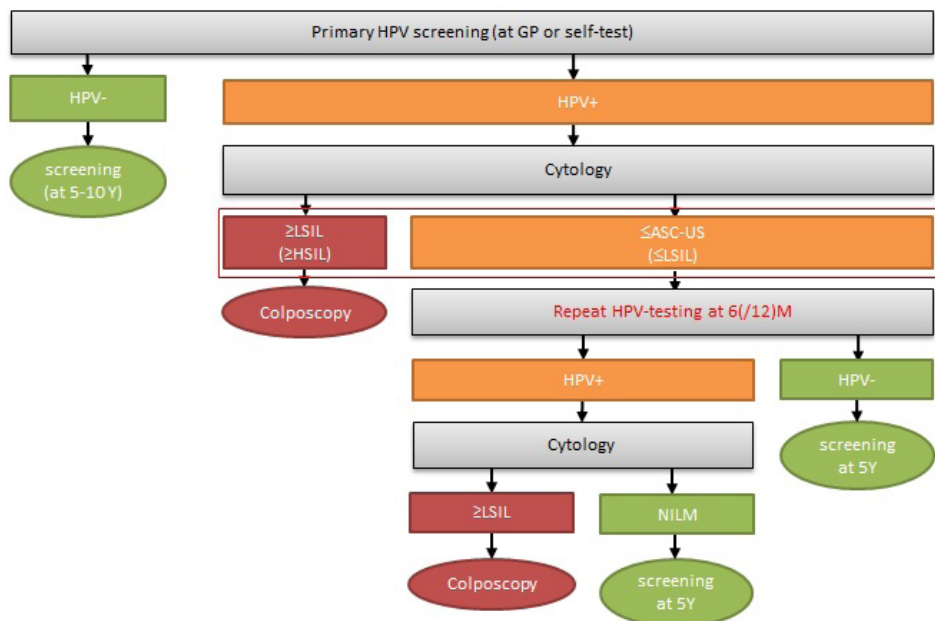 Primary HPV screening (at GP or self-test)
HPV-
HPV+
screening
(at 5-10 Y)
Cytology
≥LSIL
(≥HSIL)
≤ASC-US
(≤LSIL)
Colposcopy
Repeat HPV-testing at 6(/12)M
HPV+
HPV-
Cytology
screening
at 5Y
≥LSIL
NILM
Colposcopy
screening
at 5Y